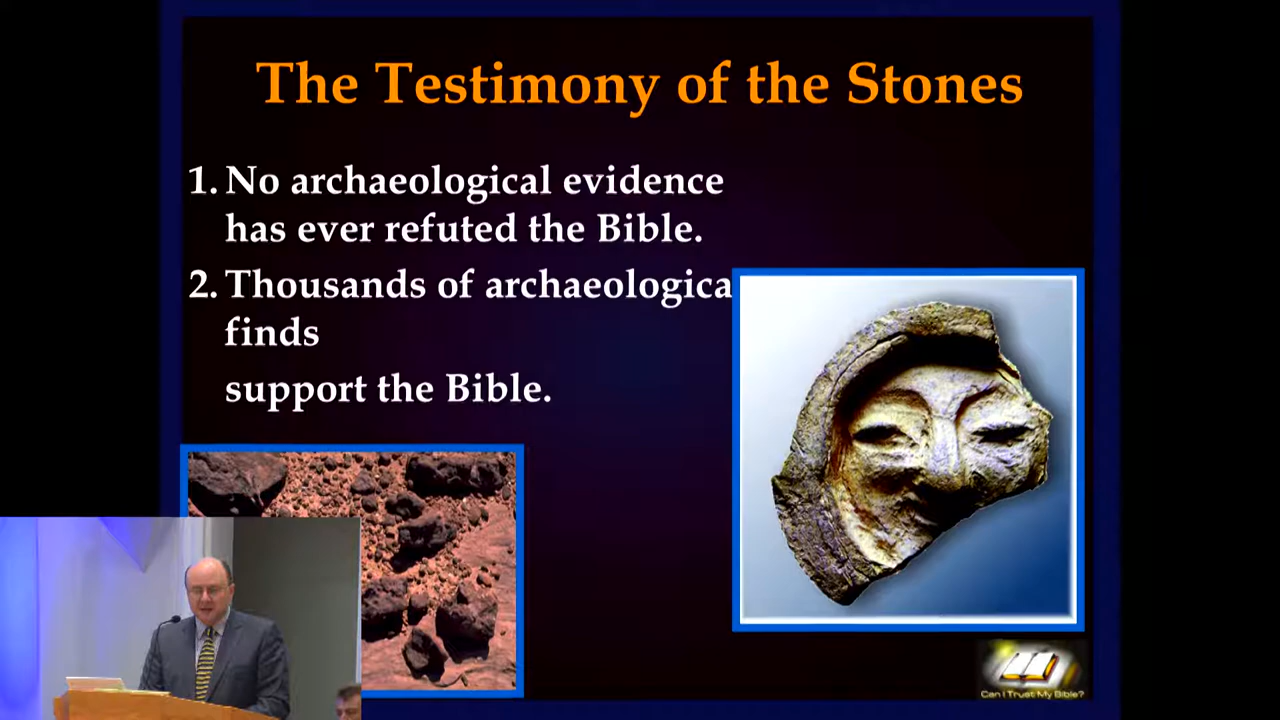 The Testimony of the Stones
1. No archaeological evidence
has ever refuted the Bible.
2. Thousands of archaeologica
finds
support the Bible.
Can I Trust My Bible?